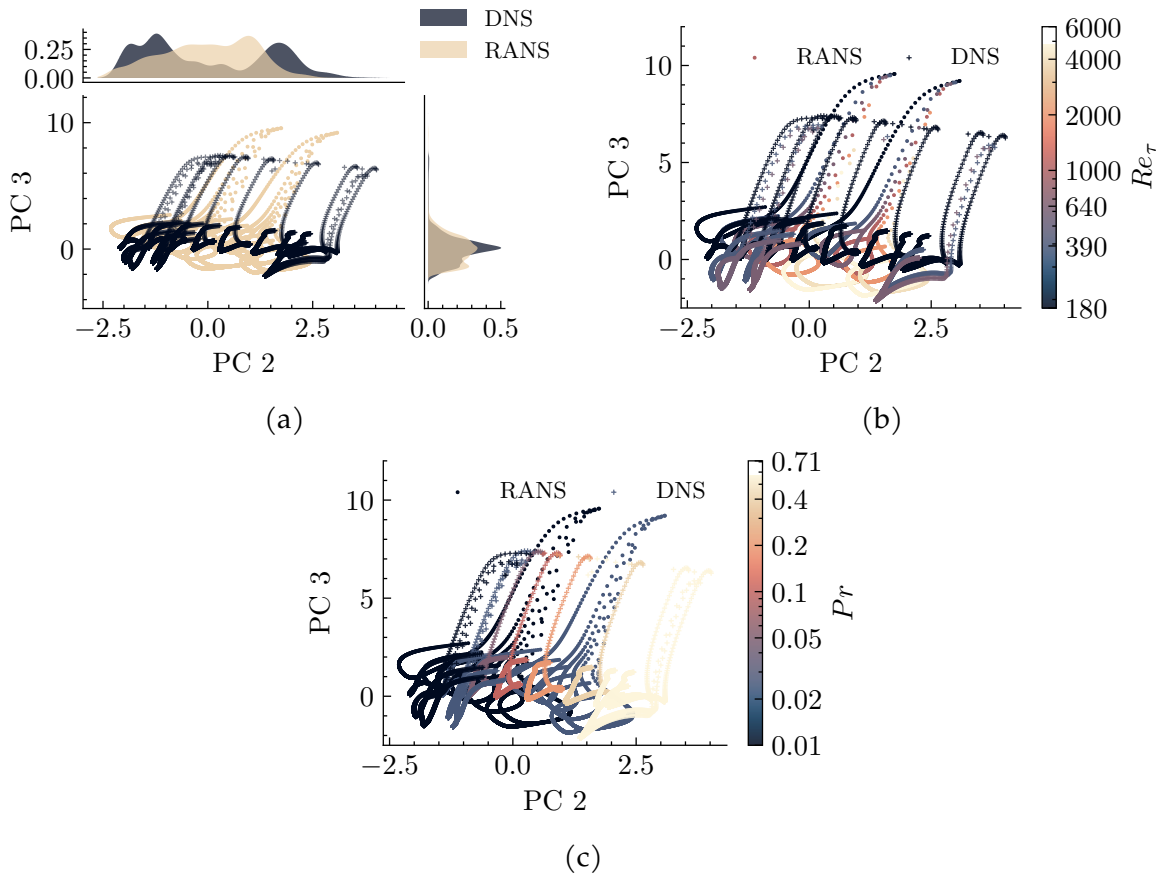 DNS
RANS
0.25
0.00
10
0
PC 3
−2.5 0.0 2.5
PC 2
0.0 0.5
(a)
RANS DNS
10
5
0
PC 3
−2.5 0.0 2.5
PC 2
6000
4000
2000
1000
640
390
180
Re_τ
(b)
RANS DNS
10
5
0
PC 3
−2.5 0.0 2.5
PC 2
0.71
0.4
0.2
0.1
0.05
0.02
0.01
Pr
(c)